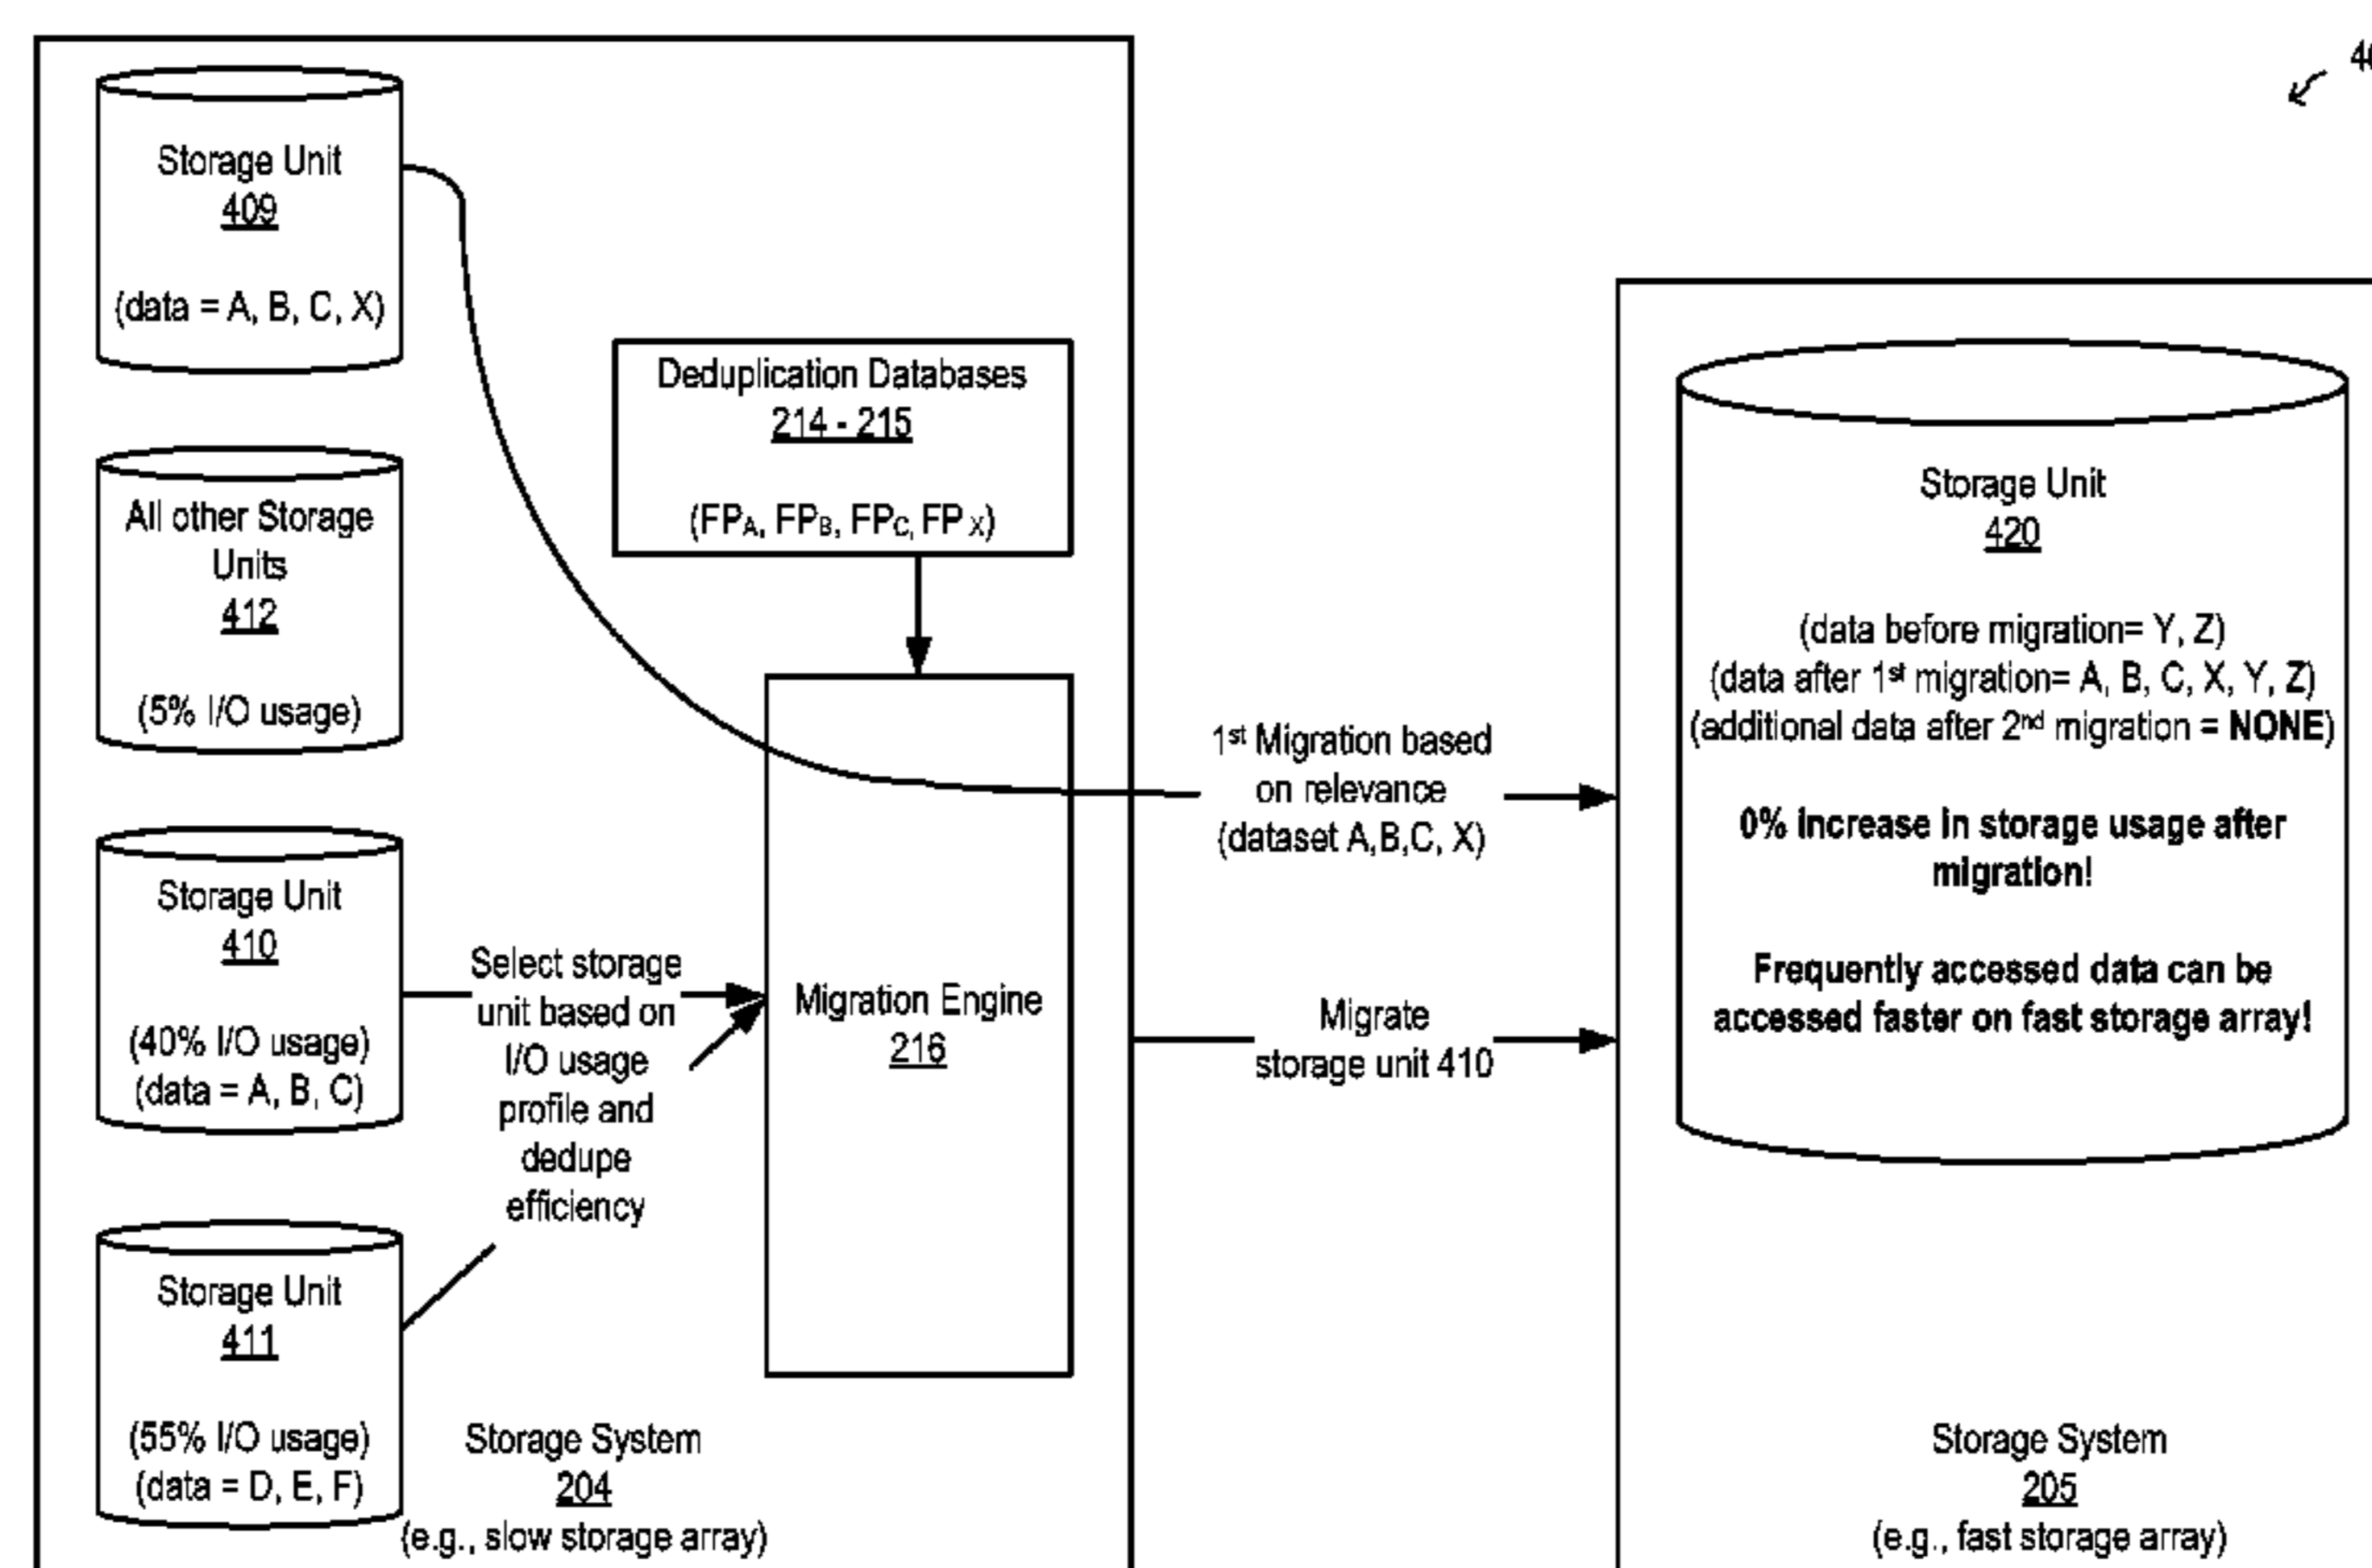 Storage Unit
409
(data = A, B, C, X)
All other Storage
Units
412
(5% I/O usage)
Storage Unit
410
(40% I/O usage)
(data = A, B, C)
Storage Unit
411
(55% I/O usage)
(data = D, E, F)
Select storage
unit based on
I/O usage
profile and
dedupe
efficiency
Deduplication Databases
214 - 215
(FPA, FPB, FPC, FP X)
Migration Engine
216
Storage System
204
(e.g., slow storage array)
1st Migration based
on relevance
(dataset A,B,C, X)
Migrate
storage unit 410
Storage Unit
420
(data before migration= Y, Z)
(data after 1st migration= A, B, C, X, Y, Z)
(additional data after 2nd migration = NONE)
0% increase in storage usage after
migration!
Frequently accessed data can be
accessed faster on fast storage array!
Storage System
205
(e.g., fast storage array)